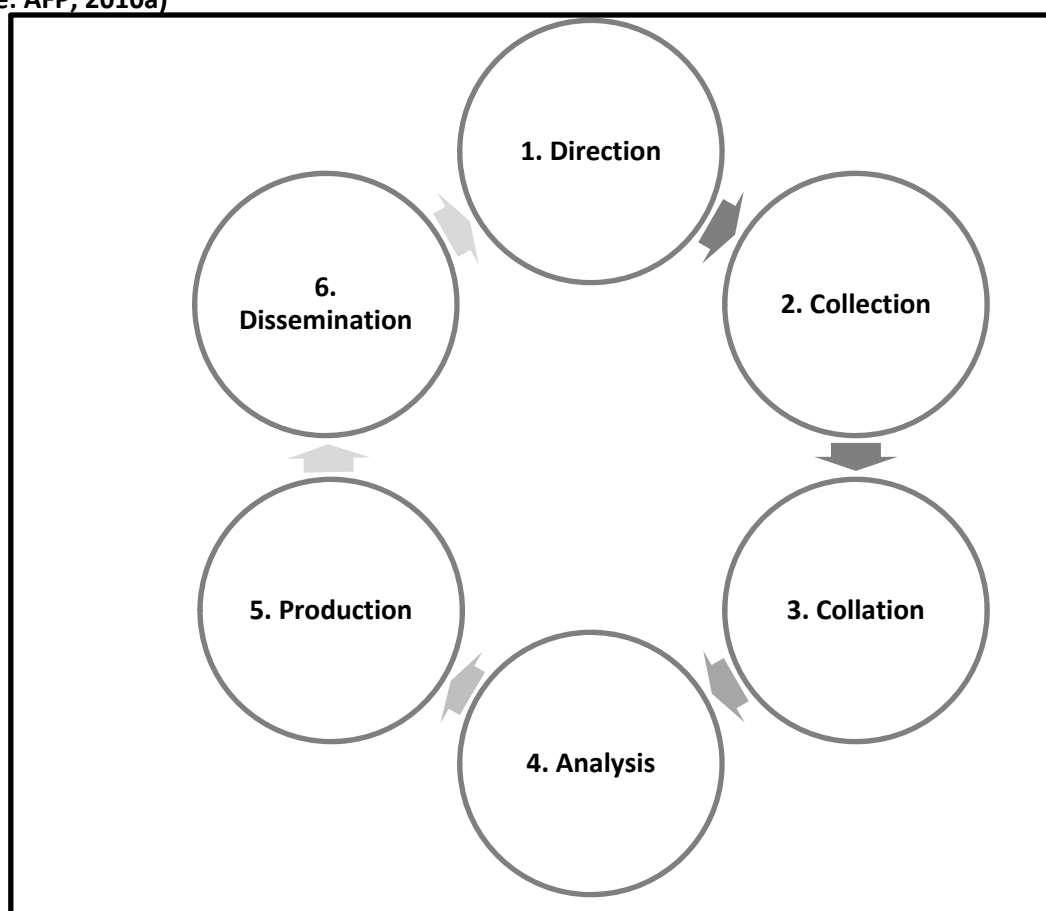 AFP, 2010a)
1. Direction
2. Collection
3. Collation
4. Analysis
5. Production
6.
Dissemination